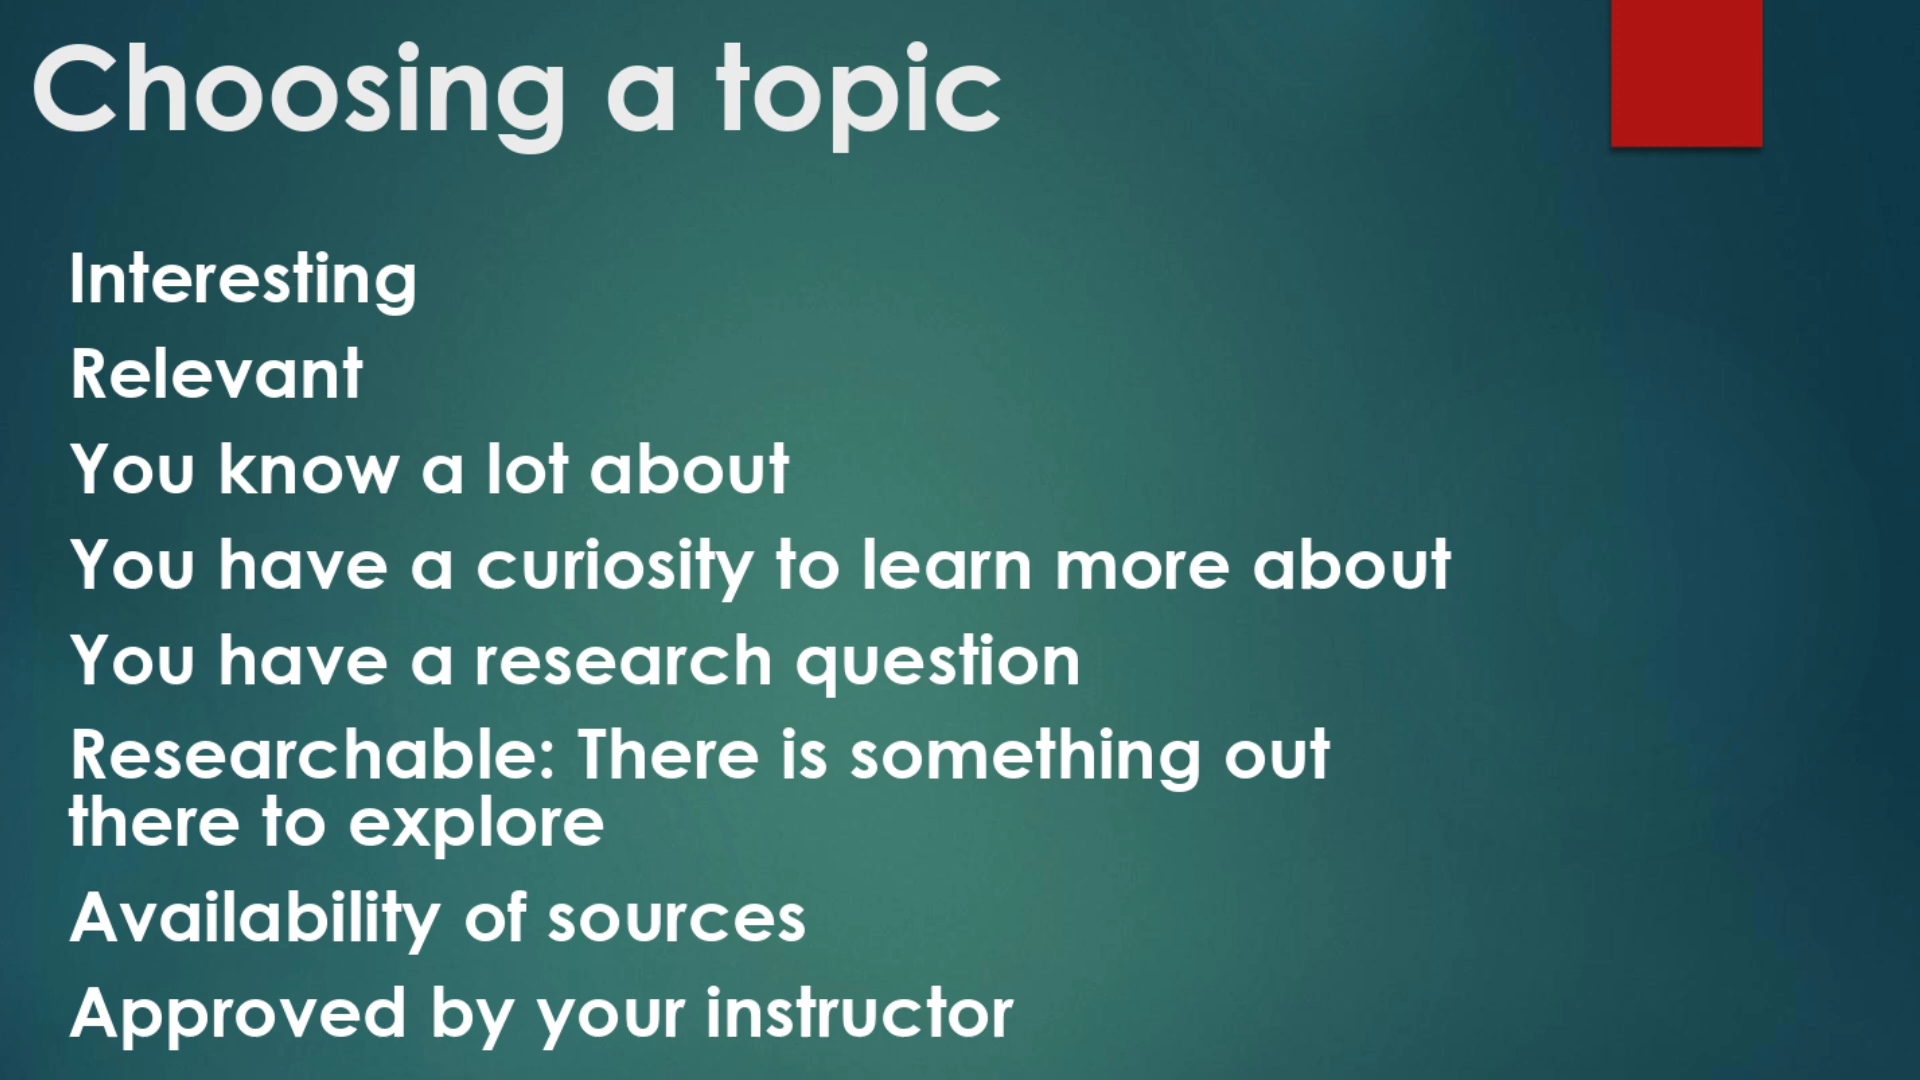 Choosing a topic
Interesting
Relevant
You know a lot about
You have a curiosity to learn more about
You have a research question
Researchable: There is something out
there to explore
Availability of sources
Approved by your instructor